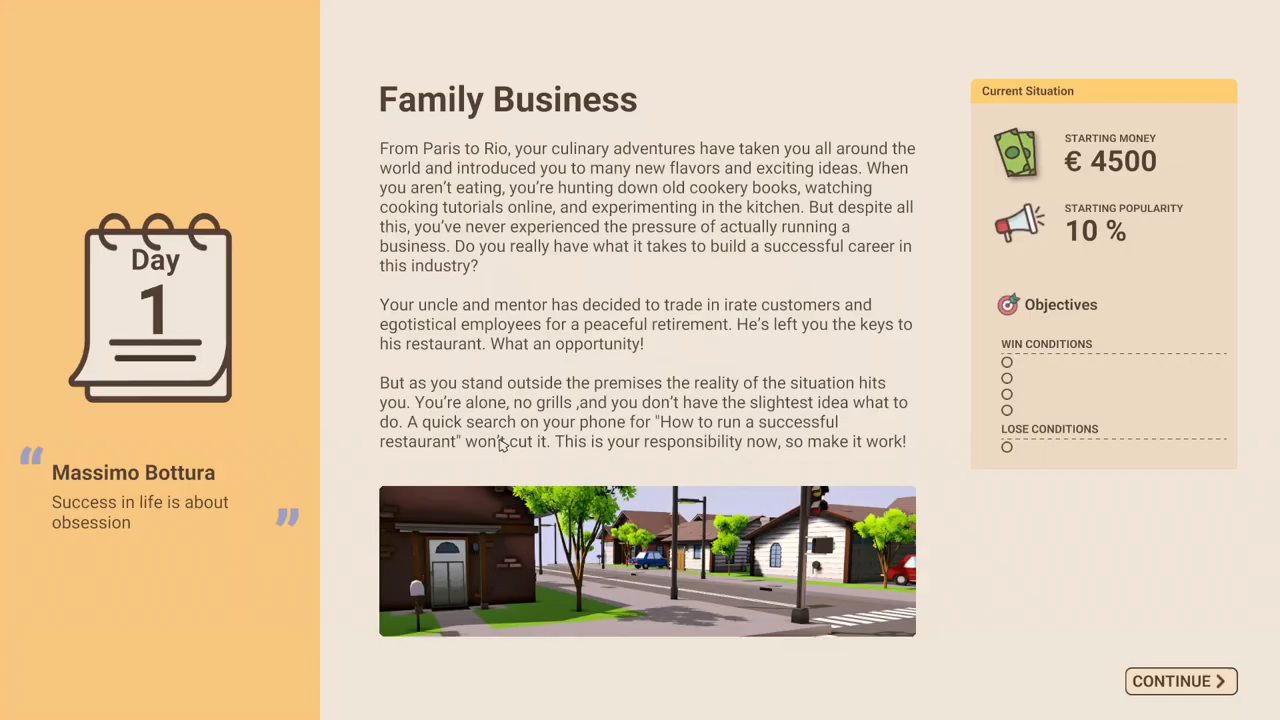 Day
1
“
Massimo Bottura
Success in life is about
obsession
”
Family Business
From Paris to Rio, your culinary adventures have taken you all around the
world and introduced you to many new flavors and exciting ideas. When
you aren’t eating, you’re hunting down old cookery books, watching
cooking tutorials online, and experimenting in the kitchen. But despite all
this, you’ve never experienced the pressure of actually running a
business. Do you really have what it takes to build a successful career in
this industry?
Your uncle and mentor has decided to trade in irate customers and
egotistical employees for a peaceful retirement. He’s left you the keys to
his restaurant. What an opportunity!
But as you stand outside the premises the reality of the situation hits
you. You’re alone, no grills ,and you don’t have the slightest idea what to
do. A quick search on your phone for "How to run a successful
restaurant" won’t cut it. This is your responsibility now, so make it work!
Current Situation
STARTING MONEY
€ 4500
STARTING POPULARITY
10 %
Objectives
WIN CONDITIONS
LOSE CONDITIONS
CONTINUE >